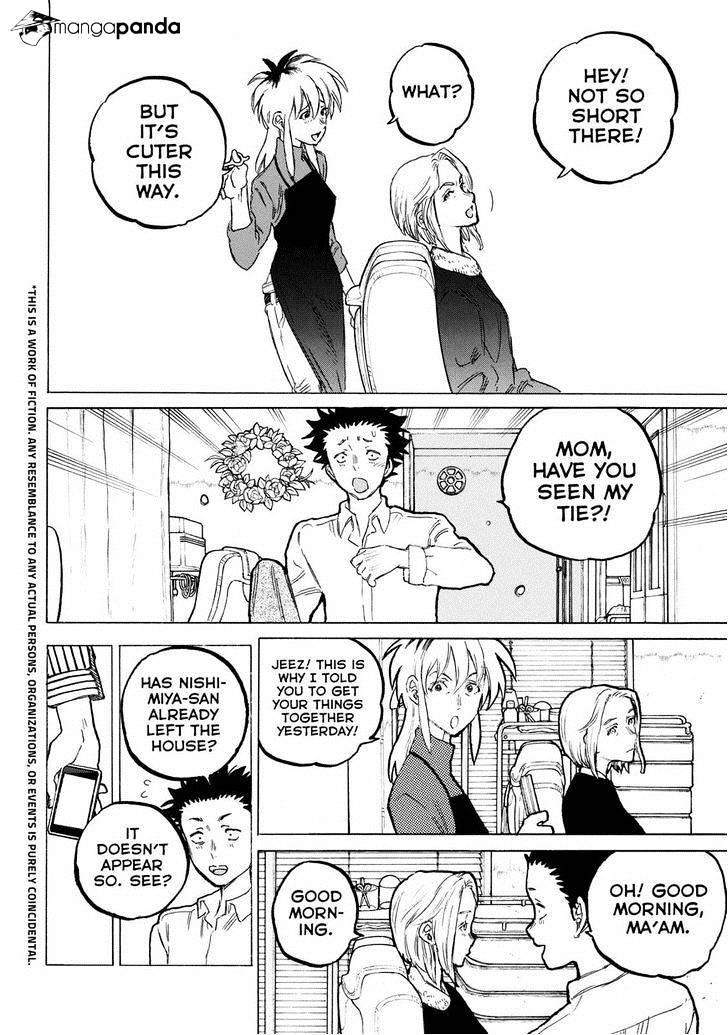 mangapanda
HEY!
NOT SO
SHORT
THERE!
WHAT?
BUT
IT'S
CUTER
THIS
WAY.
MOM,
HAVE YOU
SEEN MY
TIE?!
JEEZ! THIS IS
WHY I TOLD
YOU TO GET
YOUR THINGS
TOGETHER
YESTERDAY!
HAS NISHI-
MIYA-SAN
ALREADY
LEFT THE
HOUSE?
IT
DOESN'T
APPEAR
SO. SEE?
OH! GOOD
MORNING,
MA'AM.
GOOD
MORN-
ING.
*THIS IS A WORK OF FICTION. ANY RESEMBLANCE TO ANY ACTUAL PERSONS, ORGANIZATIONS, OR EVENTS IS PURELY COINCIDENTAL.